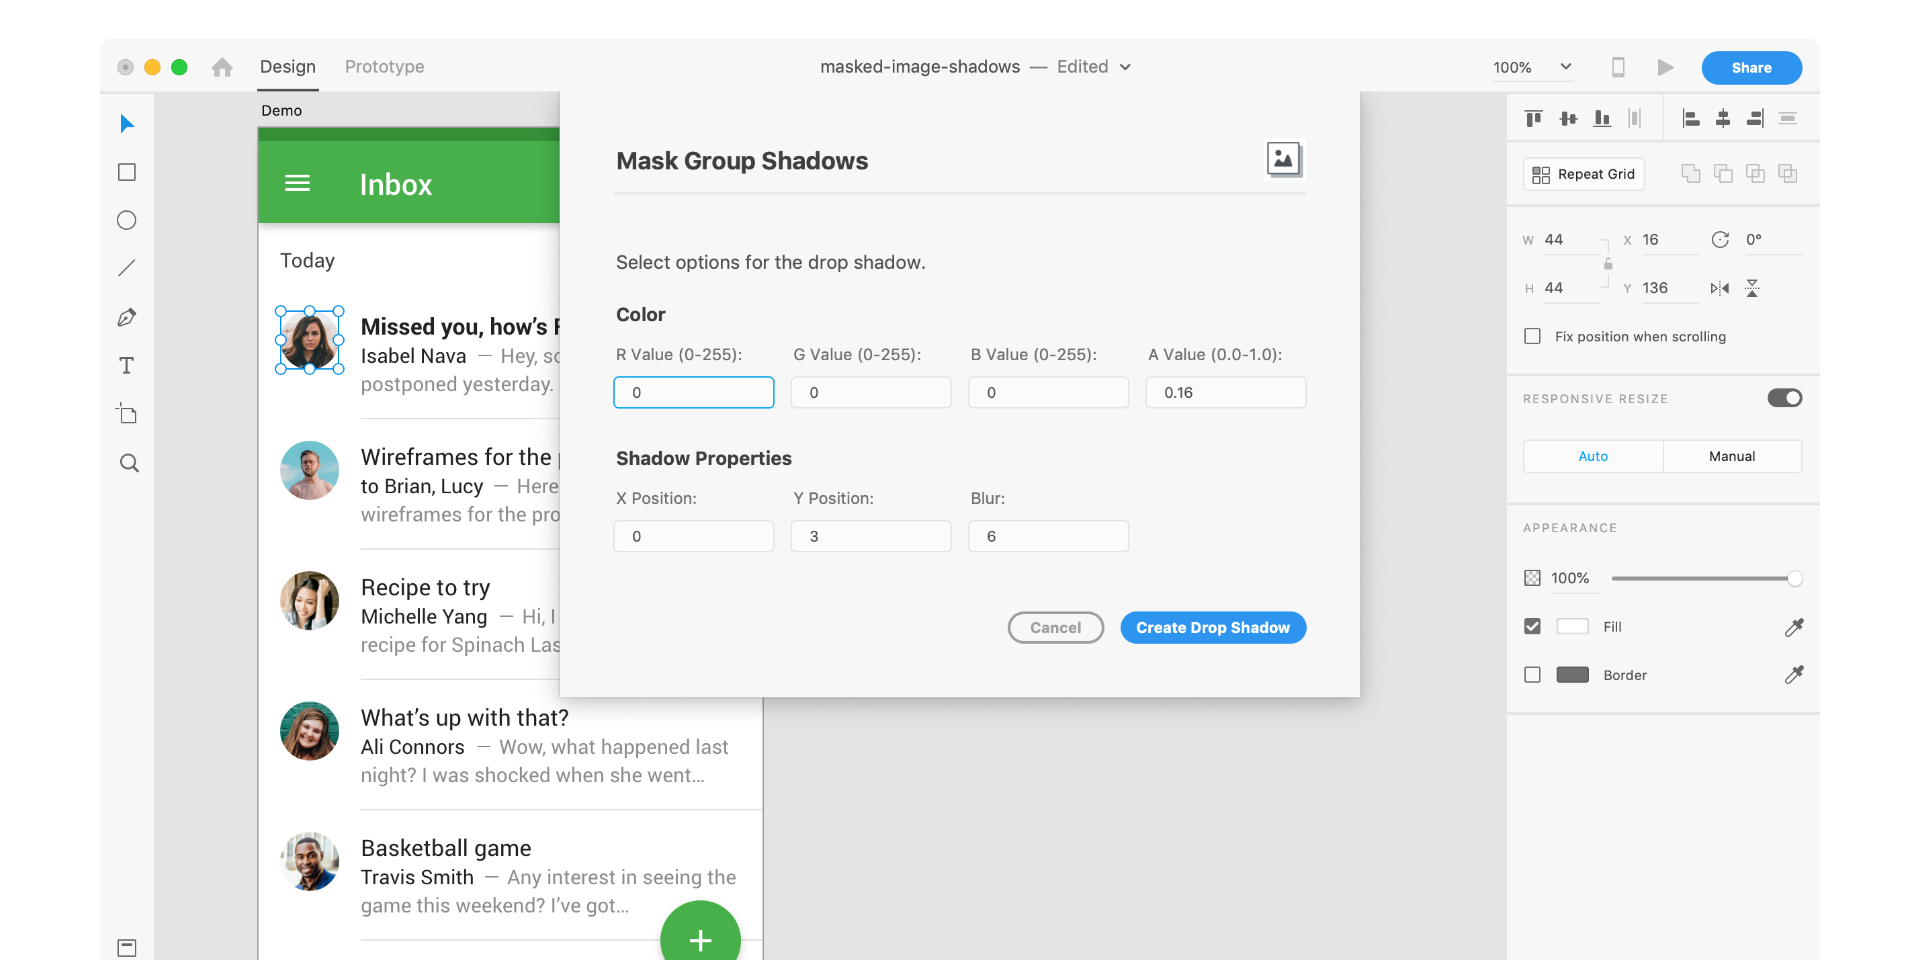 Design Prototype masked-image-shadows — Edited 100% Share
Demo
Inbox
Today
Missed you, how’s
Isabel Nava — Hey, so
postponed yesterday.
Wireframes for the
to Brian, Lucy — Here
wireframes for the pro
Recipe to try
Michelle Yang — Hi, I
recipe for Spinach Las
What’s up with that?
Ali Connors — Wow, what happened last
night? I was shocked when she went...
Basketball game
Travis Smith — Any interest in seeing the
game this weekend? I’ve got...
+
Mask Group Shadows
Select options for the drop shadow.
Color
R Value (0-255): G Value (0-255): B Value (0-255): A Value (0.0-1.0):
0 0 0 0.16
Shadow Properties
X Position: Y Position: Blur:
0 3 6
Cancel Create Drop Shadow
Repeat Grid
W 44 X 16 0°
H 44 Y 136
Fix position when scrolling
RESPONSIVE RESIZE
Auto Manual
APPEARANCE
100%
Fill
Border